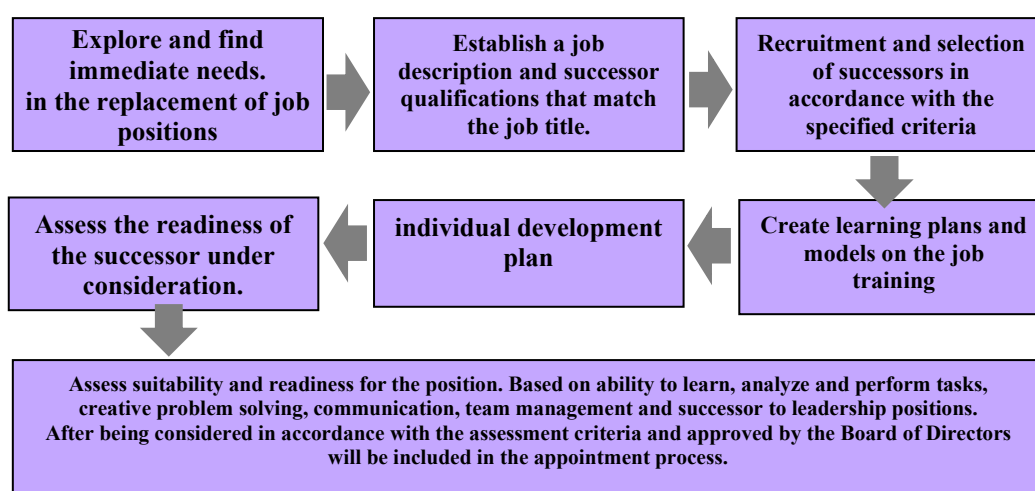 Explore and find
immediate needs.
in the replacement of job
positions
Establish a job
description and successor
qualifications that match
the job title.
Recruitment and selection
of successors in
accordance with the
specified criteria
Create learning plans and
models on the job
training
individual development
plan
Assess the readiness of
the successor under
consideration.
Assess suitability and readiness for the position. Based on ability to learn, analyze and perform tasks,
creative problem solving, communication, team management and successor to leadership positions.
After being considered in accordance with the assessment criteria and approved by the Board of Directors
will be included in the appointment process.